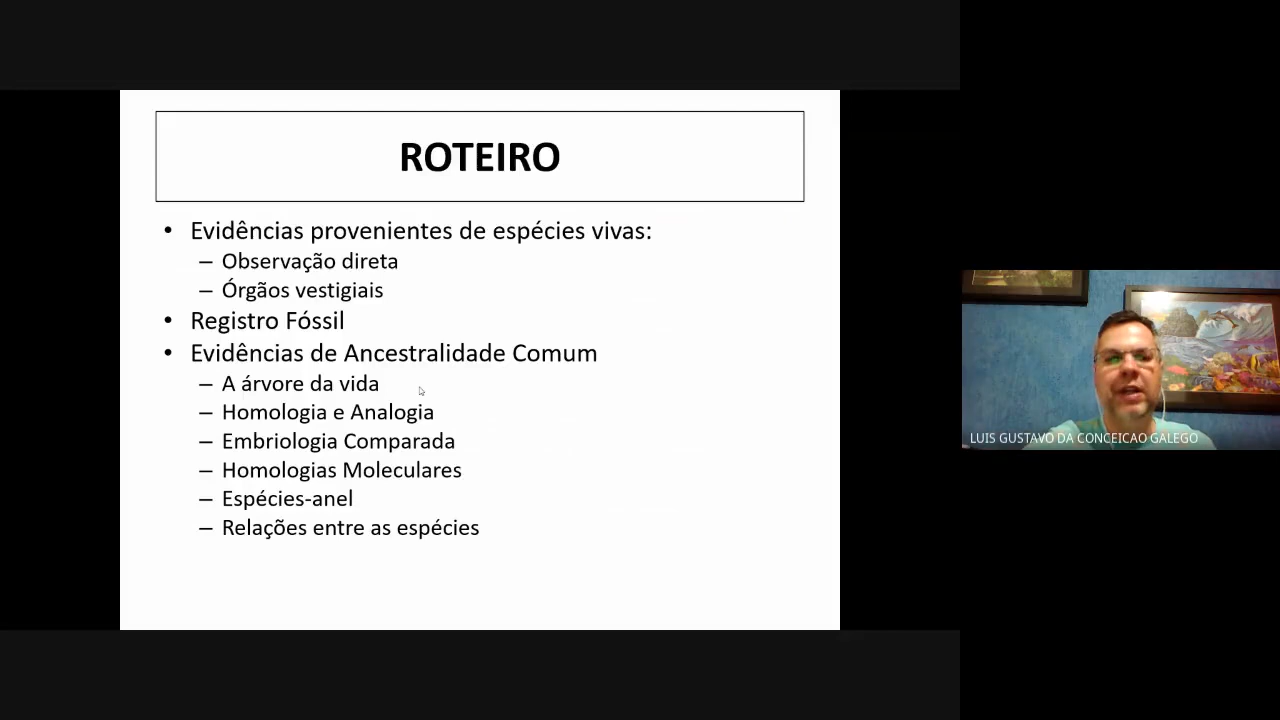 ROTEIRO
• Evidências provenientes de espécies vivas:
– Observação direta
– Órgãos vestigiais
• Registro Fóssil
• Evidências de Ancestralidade Comum
– A árvore da vida
– Homologia e Analogia
– Embriologia Comparada
– Homologias Moleculares
– Espécies-anel
– Relações entre as espécies
LUIS GUSTAVO DA CONCEICAO GALEGO